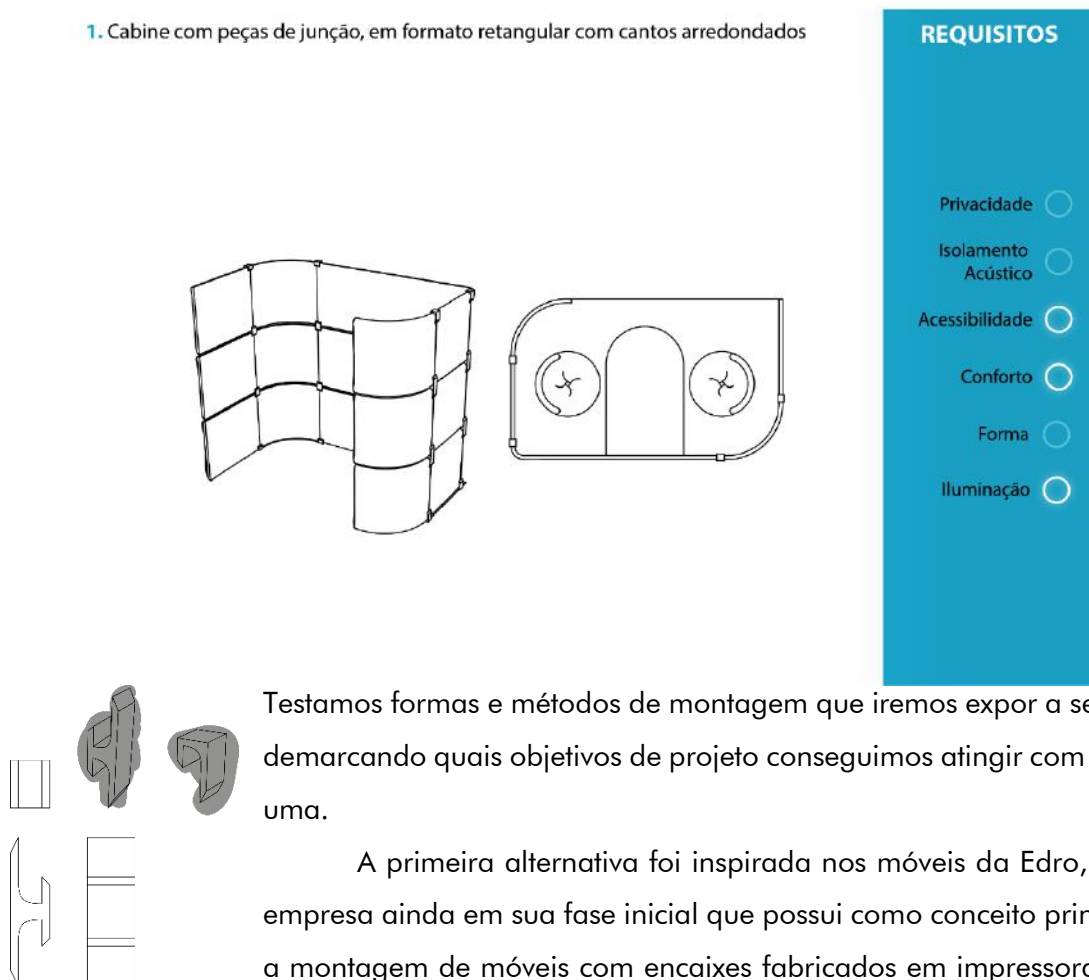 1. Cabine com peças de junção, em formato retangular com cantos arredondados
REQUISITOS
Privacidade
Isolamento
Acústico
Acessibilidade
Conforto
Forma
Iluminação
Testamos formas e métodos de montagem que iremos expor a se
demarcando quais objetivos de projeto conseguimos atingir com
uma.
A primeira alternativa foi inspirada nos móveis da Edro,
empresa ainda em sua fase inicial que possui como conceito prin
a montagem de móveis com encaixes fabricados em impressora